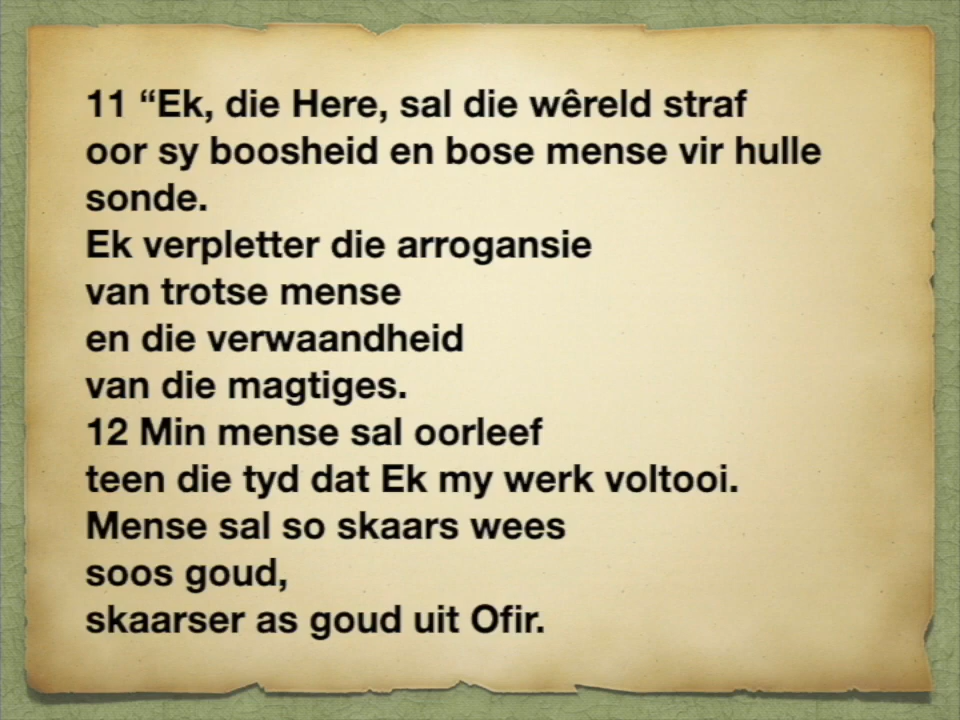 11 “Ek, die Here, sal die wêreld straf
oor sy boosheid en bose mense vir hulle
sonde.
Ek verpletter die arrogansie
van trotse mense
en die verwaandheid
van die magtiges.
12 Min mense sal oorleef
teen die tyd dat Ek my werk voltooi.
Mense sal so skaars wees
soos goud,
skaarser as goud uit Ofir.